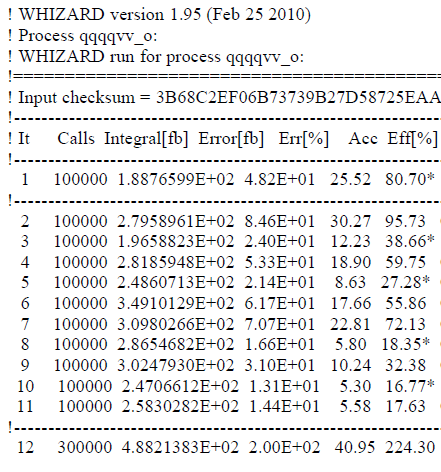 ! WHIZARD version 1.95 (Feb 25 2010)
! Process qqqqvv_o:
! WHIZARD run for process qqqqvv_o:
!=============================================
! Input checksum = 3B68C2EF06B73739B27D58725EAA
!---------------------------------------------
! It Calls Integral[fb] Error[fb] Err[%] Acc Eff[%]
!---------------------------------------------
1 100000 1.8876599E+02 4.82E+01 25.52 80.70*
!---------------------------------------------
2 100000 2.7958961E+02 8.46E+01 30.27 95.73
3 100000 1.9658823E+02 2.40E+01 12.23 38.66*
4 100000 2.8185948E+02 5.33E+01 18.90 59.75
5 100000 2.4860713E+02 2.14E+01 8.63 27.28*
6 100000 3.4910129E+02 6.17E+01 17.66 55.86
7 100000 3.0980266E+02 7.07E+01 22.81 72.13
8 100000 2.8654682E+02 1.66E+01 5.80 18.35*
9 100000 3.0247930E+02 3.10E+01 10.24 32.38
10 100000 2.4706612E+02 1.31E+01 5.30 16.77*
11 100000 2.5830282E+02 1.44E+01 5.58 17.63
!---------------------------------------------
12 300000 4.8821383E+02 2.00E+02 40.95 224.30